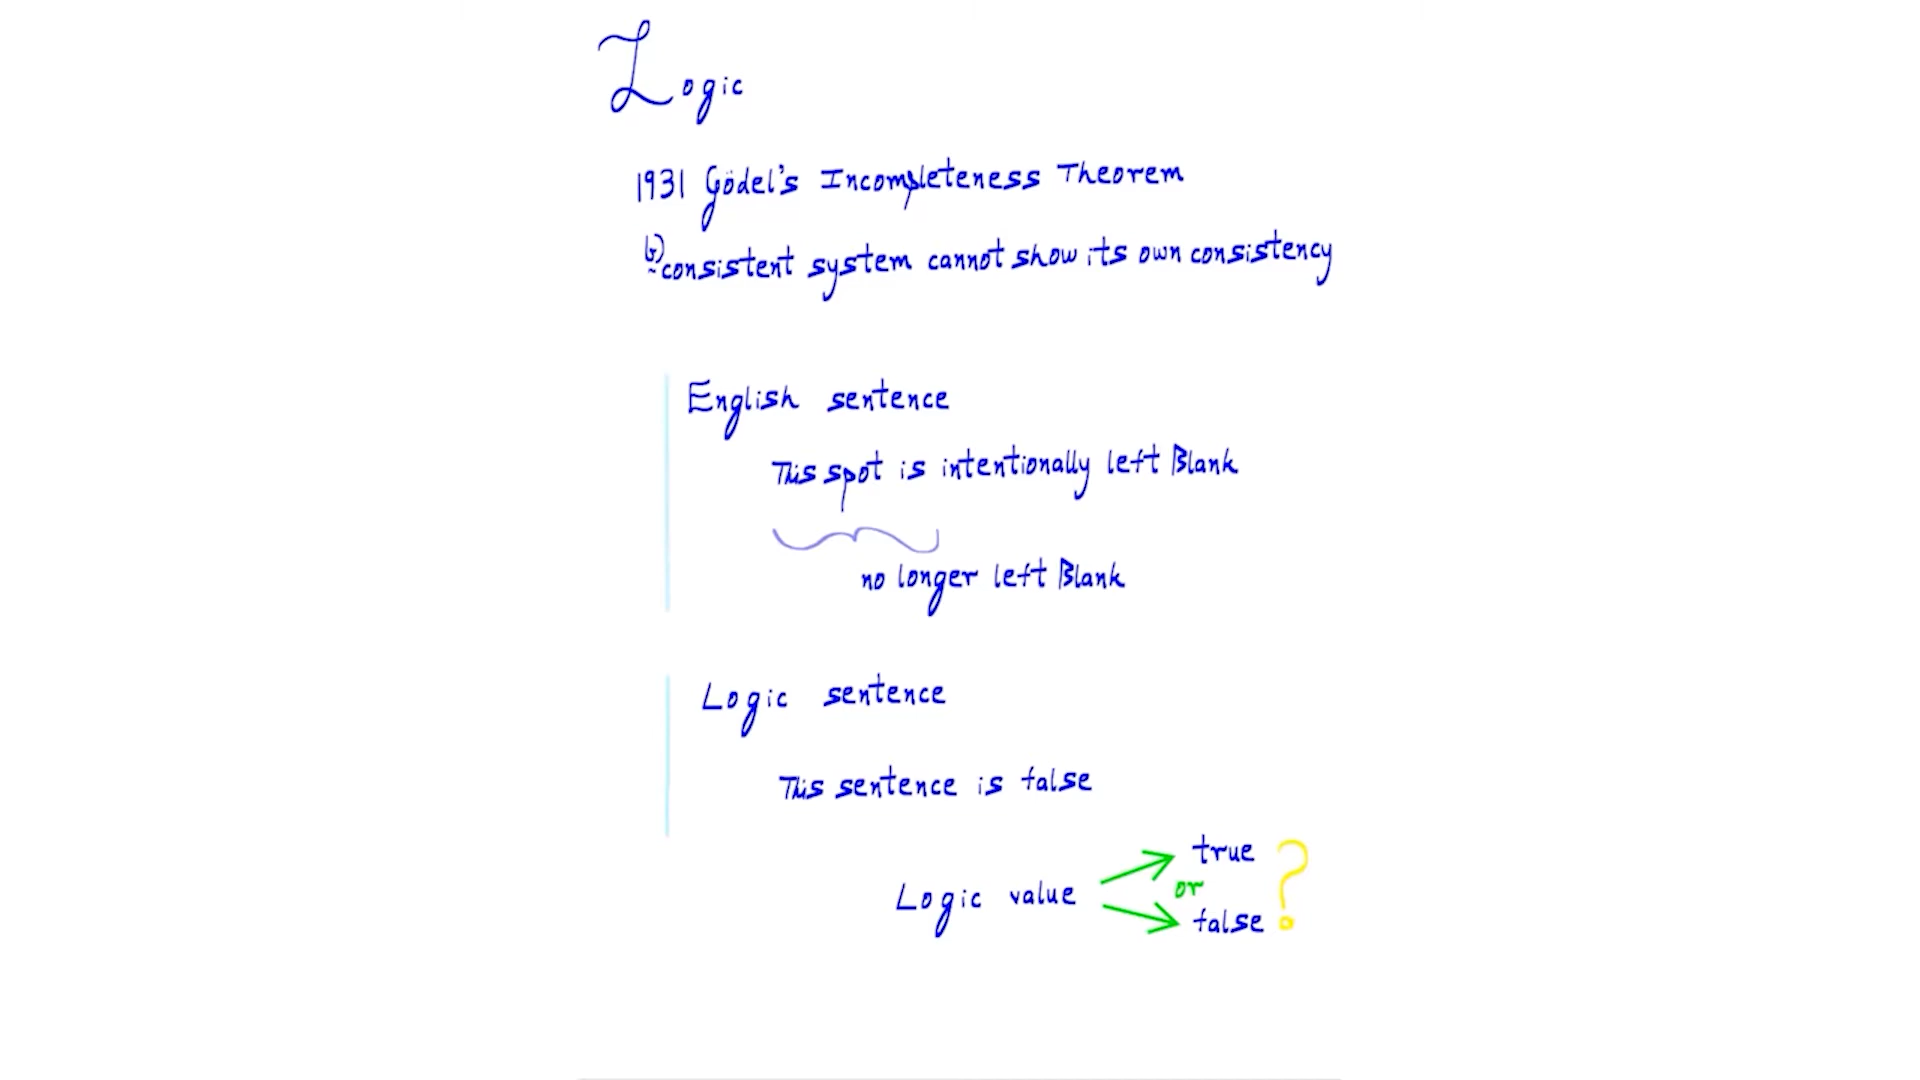 Logic
1931 Gödel's Incompleteness Theorem
b) consistent system cannot show its own consistency
English sentence
This spot is intentionally left Blank
no longer left Blank
Logic sentence
This sentence is false
true ?
Logic value or
false